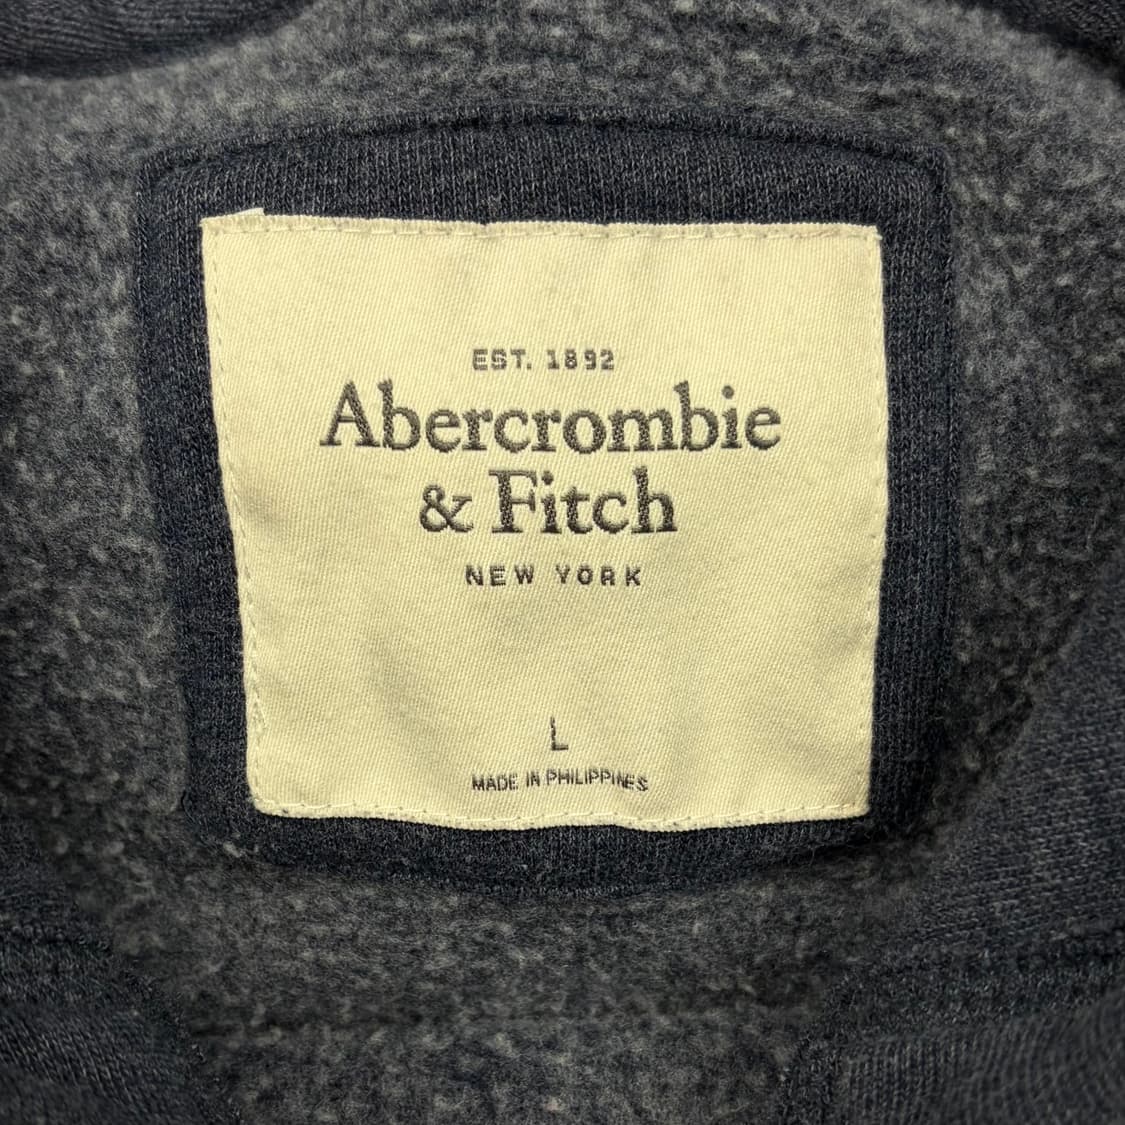 EST. 1892
Abercrombie
& Fitch
NEW YORK
L
MADE IN PHILIPPINES